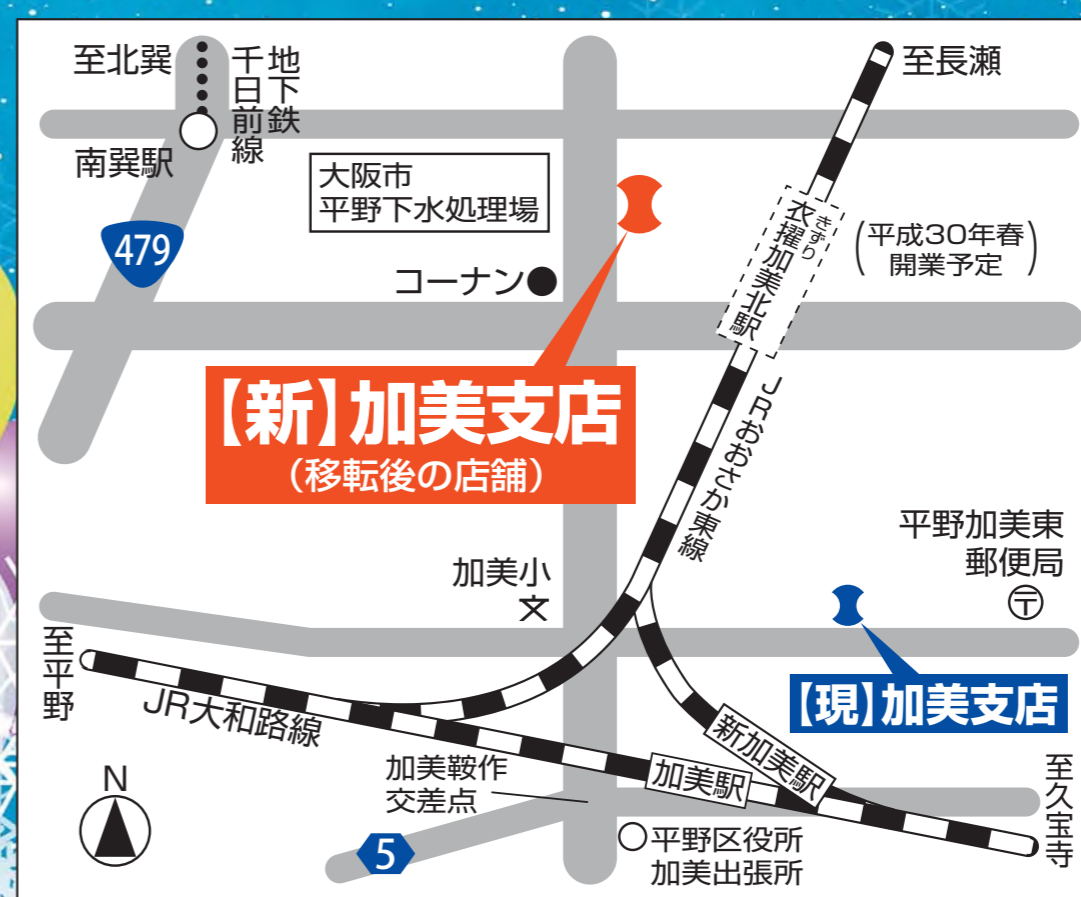 至北巽
地下鉄
千日前線
至長瀬
南巽駅
大阪市
平野下水処理場
479
きずり
衣摺加美北駅
(平成30年春
開業予定)
コーナン
【新】加美支店
(移転後の店舗)
JRおおさか東線
平野加美東
郵便局
〒
加美小
文
至平野
【現】加美支店
JR大和路線
新加美駅
加美駅
加美鞍作
交差点
至久宝寺
N
5
平野区役所
加美出張所